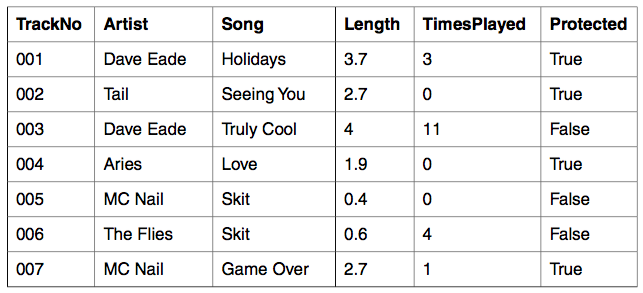 TrackNo Artist Song Length TimesPlayed Protected
001 Dave Eade Holidays 3.7 3 True
002 Tail Seeing You 2.7 0 True
003 Dave Eade Truly Cool 4 11 False
004 Aries Love 1.9 0 True
005 MC Nail Skit 0.4 0 False
006 The Flies Skit 0.6 4 False
007 MC Nail Game Over 2.7 1 True